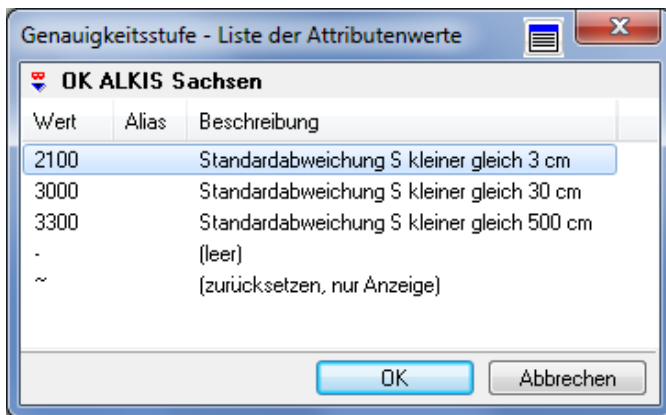 Genauigkeitsstufe - Liste der Attributenwerte
OK ALKIS Sachsen
Wert Alias Beschreibung
2100 Standardabweichung S kleiner gleich 3 cm
3000 Standardabweichung S kleiner gleich 30 cm
3300 Standardabweichung S kleiner gleich 500 cm
- (leer)
~ (zurücksetzen, nur Anzeige)
OK Abbrechen